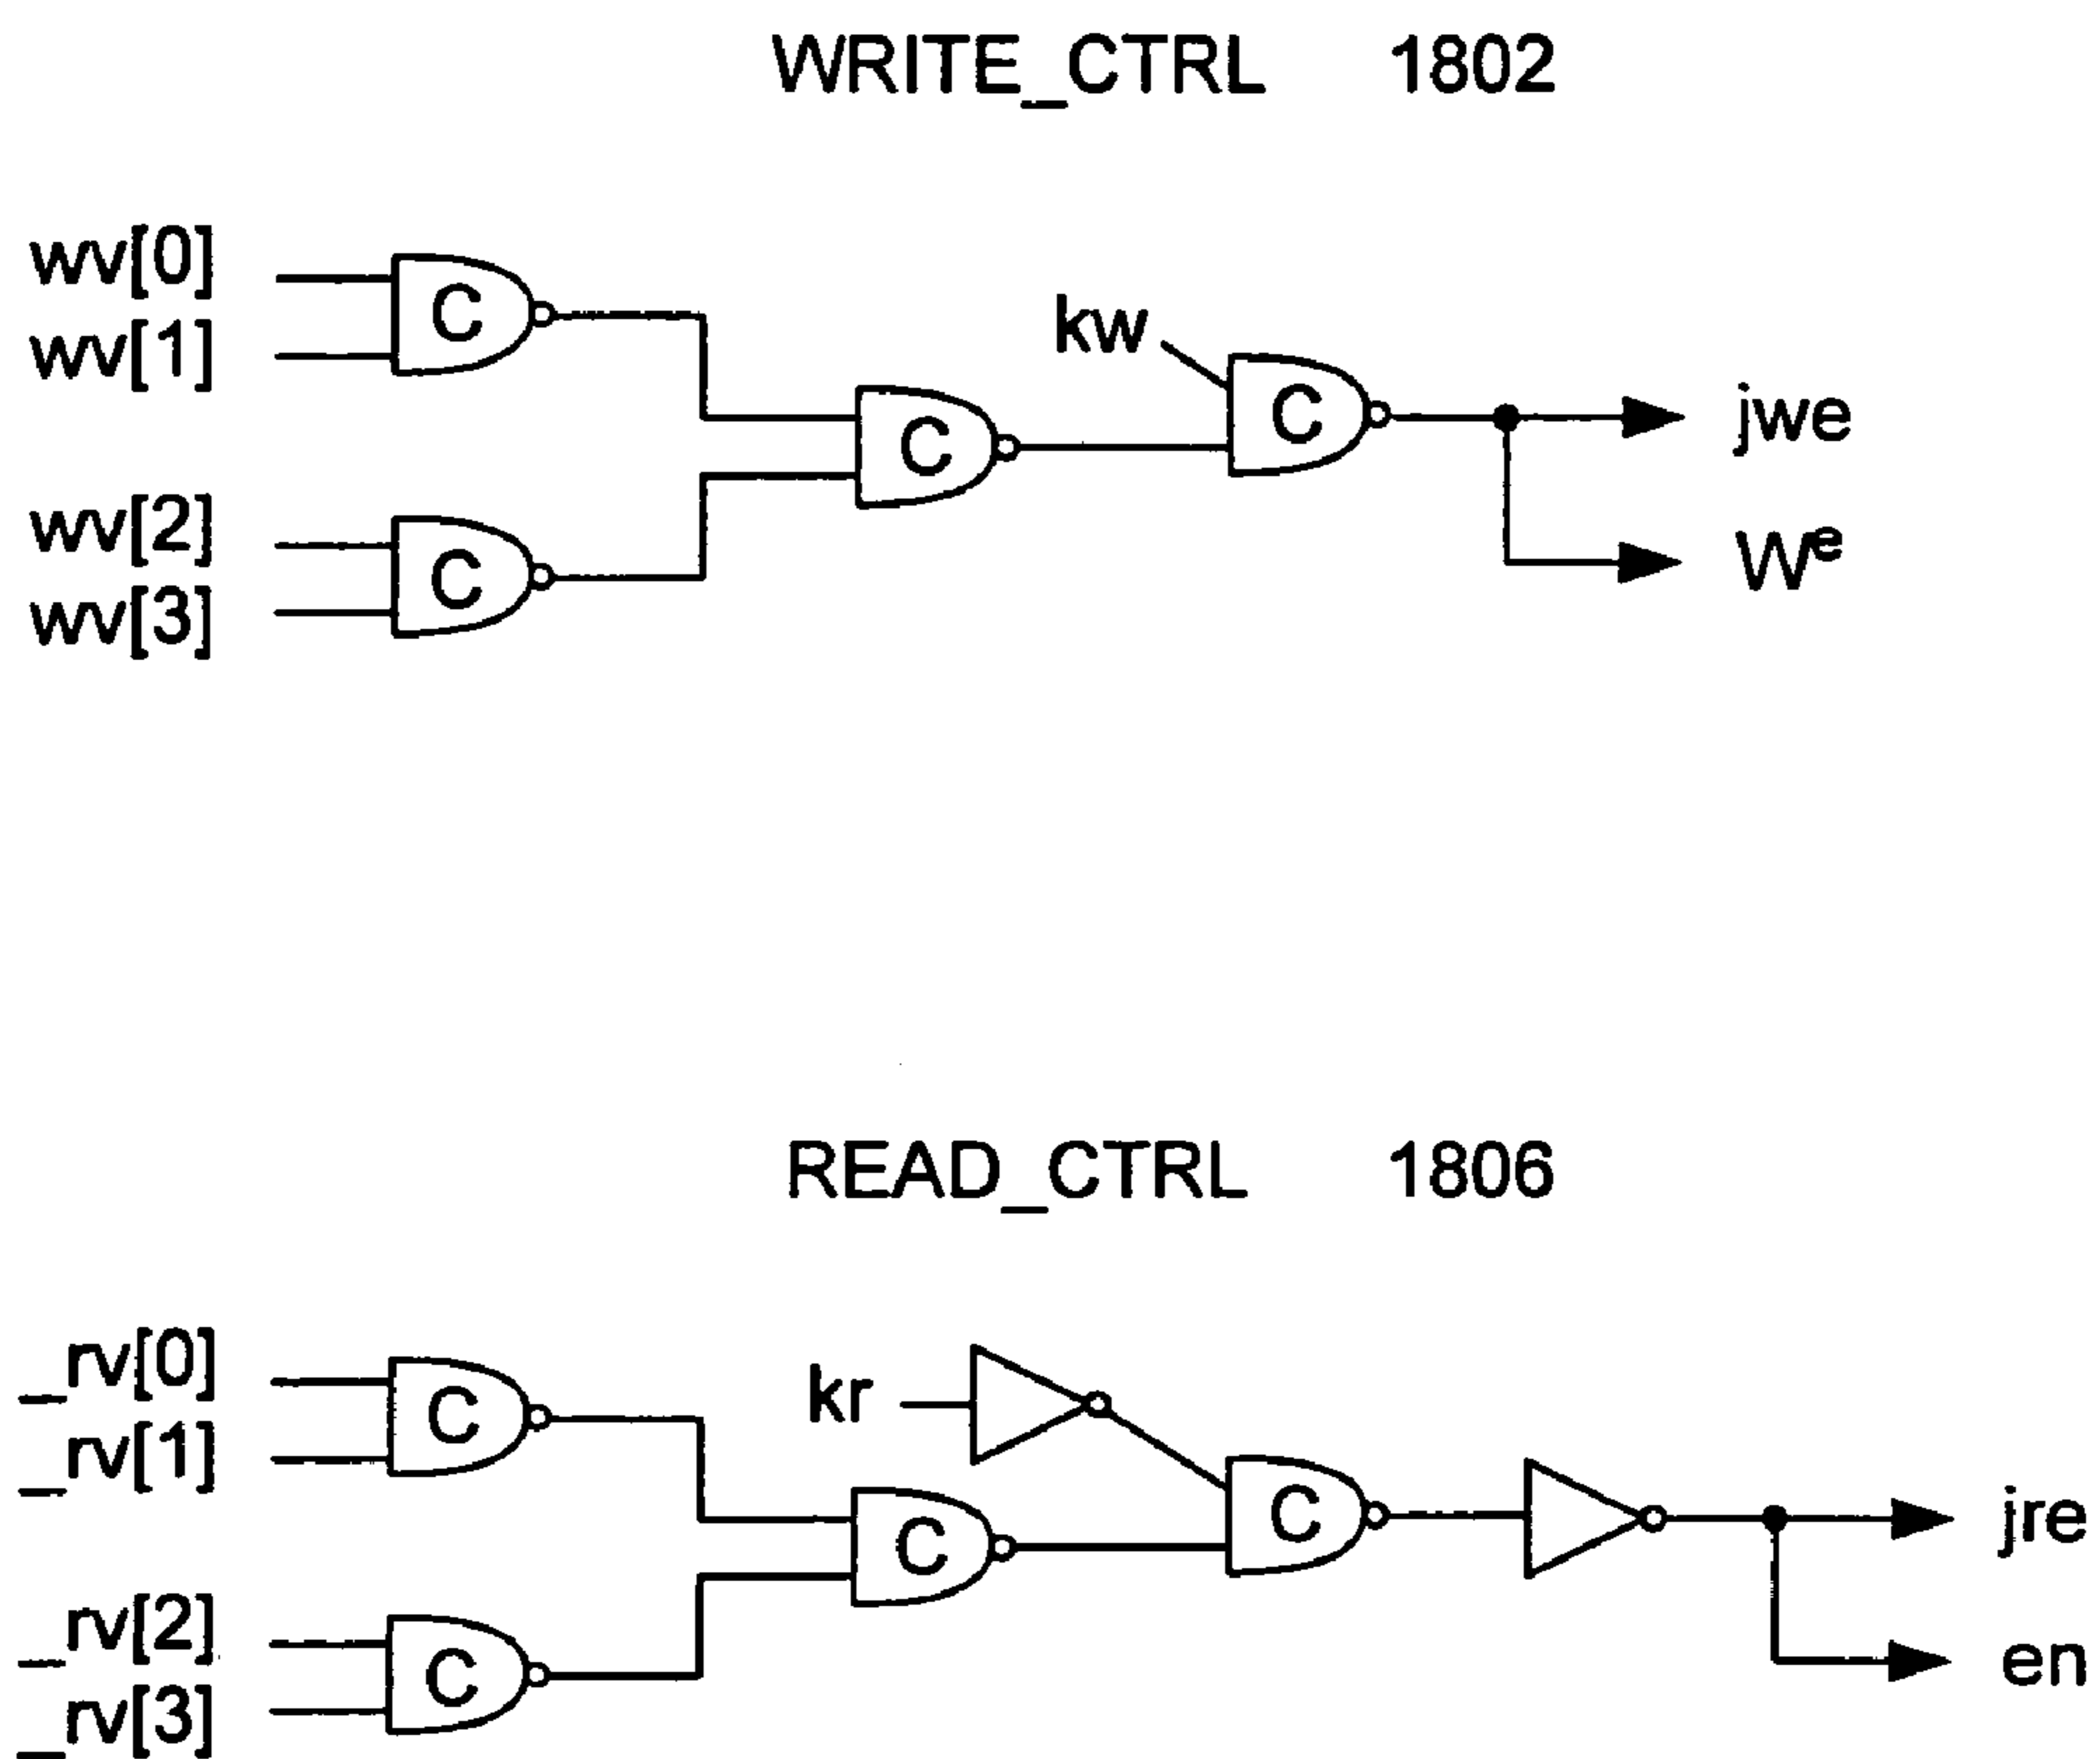 WRITE_CTRL 1802
wv[0]
wv[1]
wv[2]
wv[3]
C
C
C
kw
C
jwe
We
READ_CTRL 1806
_rv[0]
_rv[1]
_rv[2]
_rv[3]
C
C
C
kr
C
jre
en